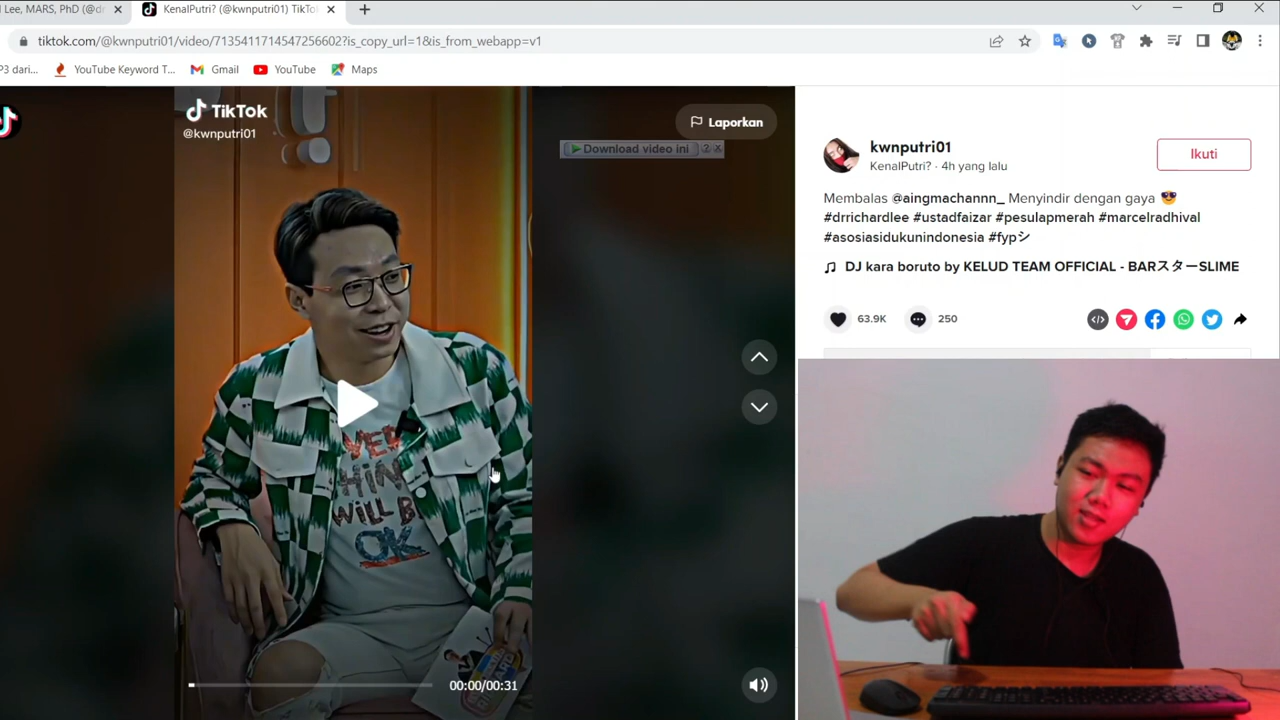 Lee, MARS, PhD (@dr
KenalPutri? (@kwnputri01) TikTo
tiktok.com/@kwnputri01/video/7135411714547256602?is_copy_url=1&is_from_webapp=v1
P3 dari...
YouTube Keyword T...
Gmail
YouTube
Maps
TikTok
@kwnputri01
Laporkan
Download video ini
? X
kwnputri01
KenalPutri? · 4h yang lalu
Ikuti
Membalas @aingmachannn_ Menyindir dengan gaya 😎
#drrichardlee #ustadfaizar #pesulapmerah #marcelradhival
#asosiasidukunindonesia #fypシ
DJ kara boruto by KELUD TEAM OFFICIAL - BARスターSLIME
63.9K
250
WILL B
OK
00:00/00:31